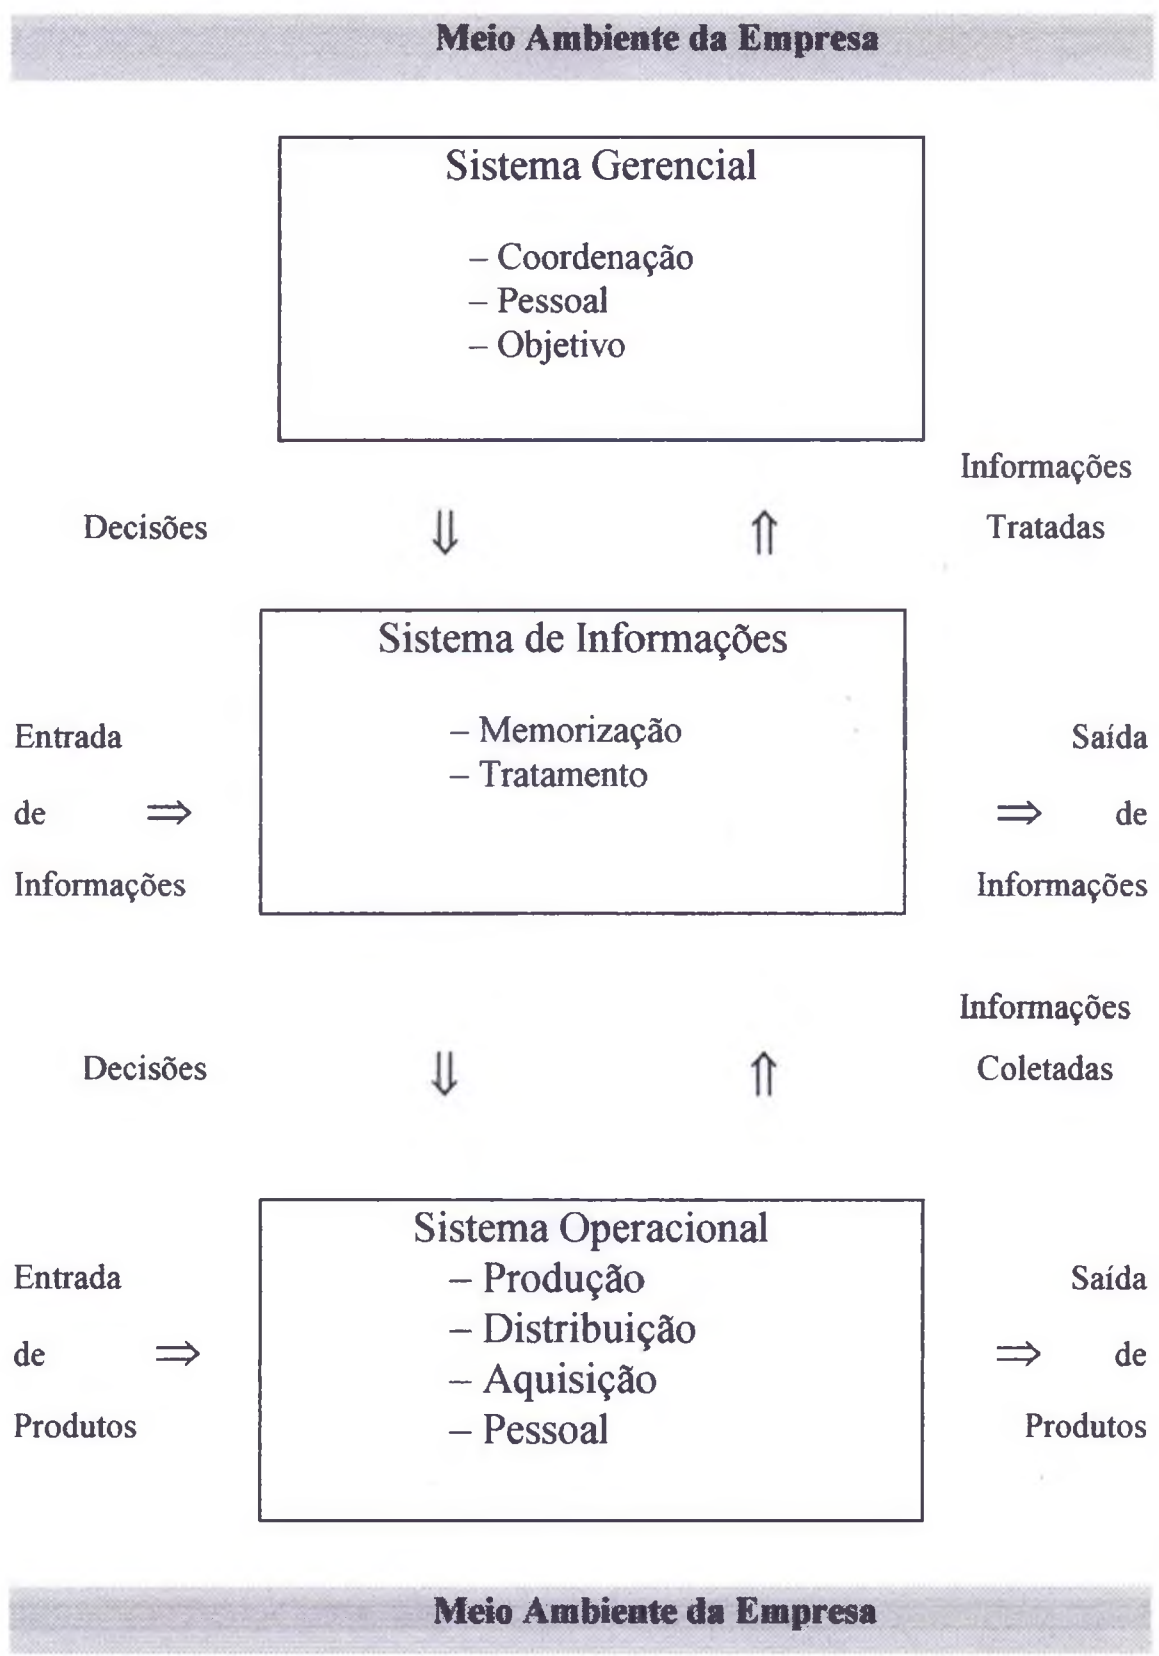 Meio Ambiente da Empresa
Sistema Gerencial
– Coordenação
– Pessoal
– Objetivo
Informações
Decisões ⇓ ⇑ Tratadas
Sistema de Informações
– Memorização
– Tratamento
Entrada
de ⇒
Informações
Saída
⇒ de
Informações
Informações
Decisões ⇓ ⇑ Coletadas
Sistema Operacional
– Produção
– Distribuição
– Aquisição
– Pessoal
Entrada
de ⇒
Produtos
Saída
⇒ de
Produtos
Meio Ambiente da Empresa